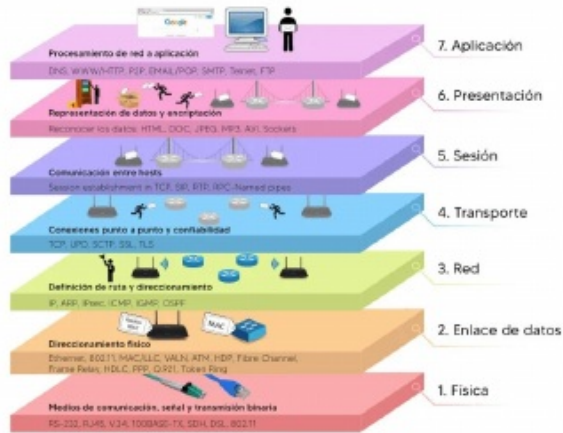 Google
Procesamiento de red a aplicación
DNS, WWW/HTTP, P2P, EMAIL/POP, SMTP, Telnet, FTP
7. Aplicación
Representación de datos y encriptación
Reconocer los datos: HTML, DOC, JPEG, MP3, AVI, Sockets
6. Presentación
Comunicación entre hosts
Session establishment in TCP, SIP, RTP, RPC-Named pipes
5. Sesión
Conexiones punto a punto y confiabilidad
TCP, UPD, SCTP, SSL, TLS
4. Transporte
Definición de ruta y direccionamiento
IP, ARP, IPsec, ICMP, IGMP, OSPF
3. Red
MAC
Direccionamiento físico
Ethernet, 802.11, MAC/LLC, VALN, ATM, HDP, Fibre Channel,
Frame Relay, HDLC, PPP, Q.921, Token Ring
2. Enlace de datos
Medios de comunicación, señal y transmisión binaria
RS-232, RJ45, V.34, 100BASE-TX, SDH, DSL, 802.11
1. Física